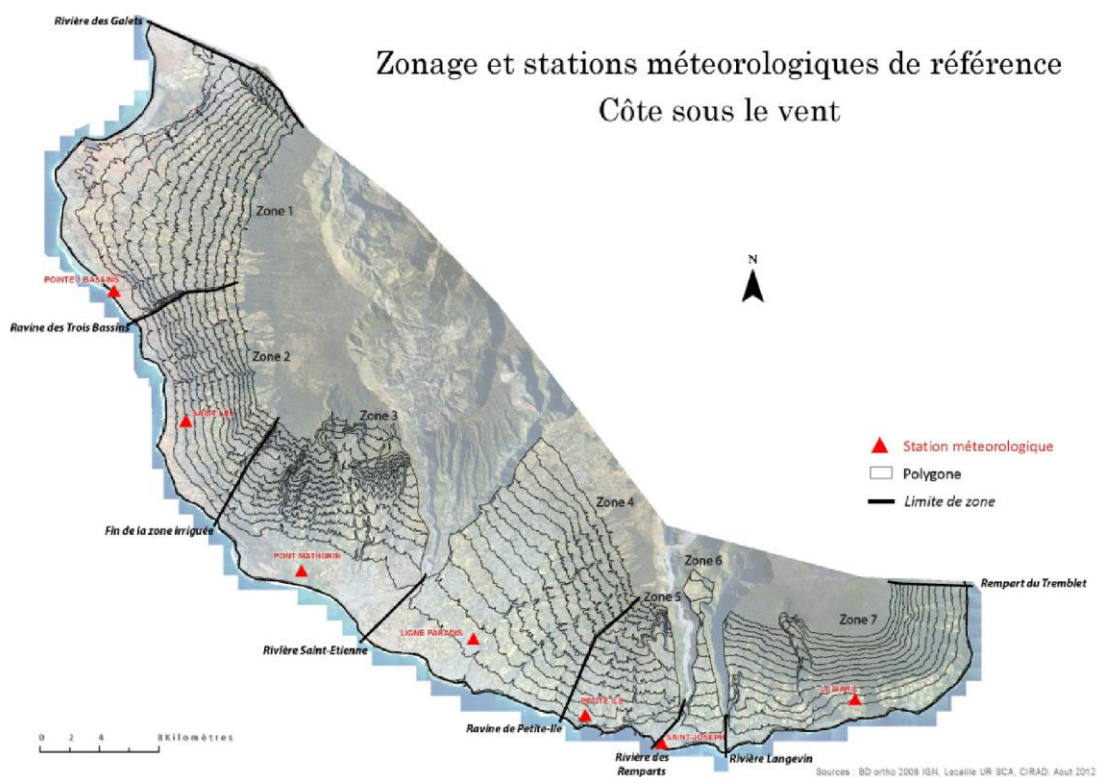 Rivière des Galets
Zonage et stations méteorologiques de référence
Côte sous le vent
Zone 1
N
POINTE 3 BASSINS
Ravine des Trois Bassins
Zone 2
Zone 3
SAINT LEU
Station méteorologique
Polygone
Limite de zone
Zone 4
Fin de la zone irriguée
PONT MATHURIN
Zone 6
Rempart du Tremblet
Zone 5
Zone 7
LIGNE PARADIS
Rivière Saint-Etienne
PETITE ILE
Ravine de Petite-Ile
SAINT-JOSEPH
Rivière des
Remparts
Rivière Langevin
0 2 4 8 Kilomètres
Sources : BD ortho 2008 IGN, Lecaille UR SCA, CIRAD, Aout 2012